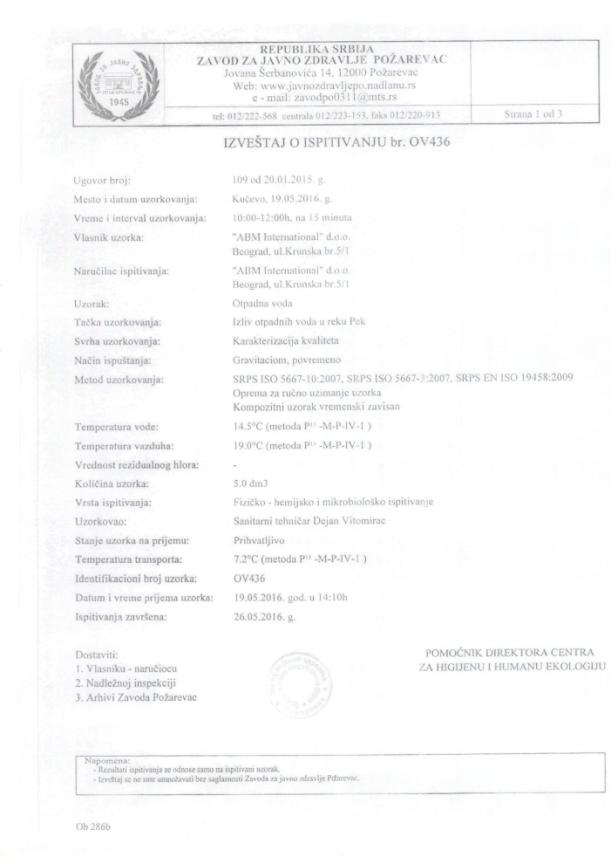 REPUBLIKA SRBIJA
ZAVOD ZA JAVNO ZDRAVLJE POŽAREVAC
Jovana Šerbanovića 14, 12000 Požarevac
Web: www.javnozdravljepo.nadlanu.rs
e - mail: zavodpo0311@mts.rs
1945
tel: 012/222-568 centrala 012/223-153, faks 012/220-913
Strana 1 od 3
IZVEŠTAJ O ISPITIVANJU br. OV436
Ugovor broj: 109 od 20.01.2015. g.
Mesto i datum uzorkovanja: Kučevo, 19.05.2016. g.
Vreme i interval uzorkovanja: 10:00-12:00h, na 15 minuta
Vlasnik uzorka: "ABM International" d.o.o.
Beograd, ul.Krunska br.5/1
Naručilac ispitivanja: "ABM International" d.o.o.
Beograd, ul.Krunska br.5/1
Uzorak: Otpadna voda
Tačka uzorkovanja: Izliv otpadnih voda u reku Pek
Svrha uzorkovanja: Karakterizacija kvaliteta
Način ispuštanja: Gravitaciom, povremeno
Metod uzorkovanja: SRPS ISO 5667-10:2007, SRPS ISO 5667-3:2007, SRPS EN ISO 19458:2009
Oprema za ručno uzimanje uzorka
Kompozitni uzorak vremenski zavisan
Temperatura vode: 14.5°C (metoda -M-P-IV-1 )
Temperatura vazduha: 19.0°C (metoda -M-P-IV-1 )
Vrednost rezidualnog hlora: -
Količina uzorka: 5.0 dm3
Vrsta ispitivanja: Fizičko - hemijsko i mikrobiološko ispitivanje
Uzorkovao: Sanitarni tehničar Dejan Vitomirac
Stanje uzorka na prijemu: Prihvatljivo
Temperatura transporta: 7.2°C (metoda -M-P-IV-1 )
Identifikacioni broj uzorka: OV436
Datum i vreme prijema uzorka: 19.05.2016. god. u 14:10h
Ispitivanja završena: 26.05.2016. g.
Dostaviti:
1. Vlasniku - naručiocu
2. Nadležnoj inspekciji
3. Arhivi Zavoda Požarevac
POMOĆNIK DIREKTORA CENTRA
ZA HIGIJENU I HUMANU EKOLOGIJU
Napomena:
- Rezultati ispitivanja se odnose samo na ispitivani uzorak.
- Izveštaj se ne sme umnožavati bez saglasnosti Zavoda za javno zdravlje Požarevac.
Ob 286b